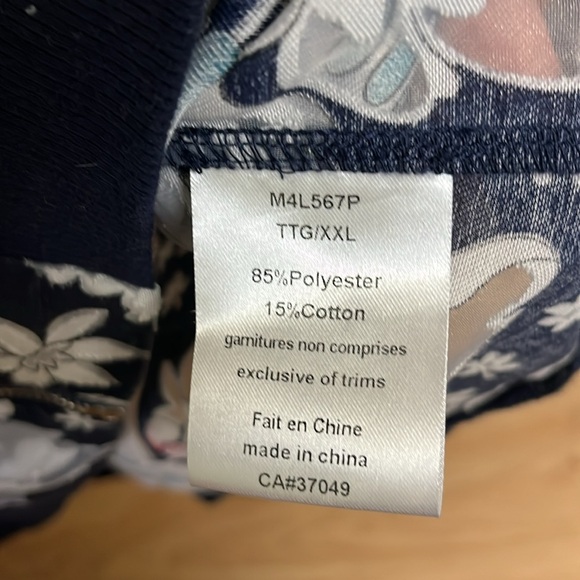 M4L567P
TTG/XXL
85%Polyester
15%Cotton
garnitures non comprises
exclusive of trims
Fait en Chine
made in china
CA#37049